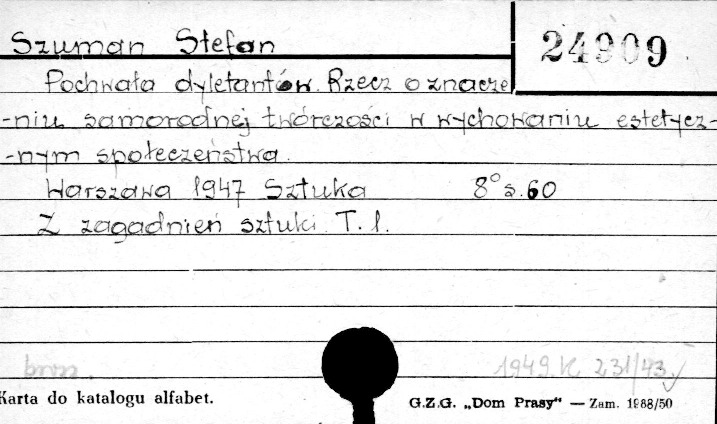 Szuman Stefan
24909
Pochwała dyletantów. Rzecz o znacze
-niu samorodnej twórczości w wychowaniu estetycz-
-nym społeczeństwa.
Warszawa 1947 Sztuka 8° s. 60
Z zagadnień sztuki. T. 1.
1949. K 231/43
Karta do katalogu alfabet.
G.Z.G. „Dom Prasy“ — Zam. 1988/50